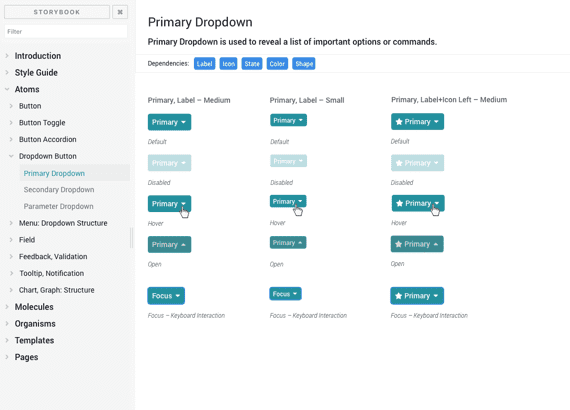 STORYBOOK
⌘
Filter
Introduction
Style Guide
Atoms
Button
Button Toggle
Button Accordion
Dropdown Button
Primary Dropdown
Secondary Dropdown
Parameter Dropdown
Menu: Dropdown Structure
Field
Feedback, Validation
Tooltip, Notification
Chart, Graph: Structure
Molecules
Organisms
Templates
Pages
Primary Dropdown
Primary Dropdown is used to reveal a list of important options or commands.
Dependencies: Label Icon State Color Shape
Primary, Label – Medium
Primary
Default
Primary
Disabled
Primary
Hover
Primary
Open
Focus
Focus – Keyboard Interaction
Primary, Label – Small
Primary
Default
Primary
Disabled
Primary
Hover
Primary
Open
Focus
Focus – Keyboard Interaction
Primary, Label+Icon Left – Medium
Primary
Default
Primary
Disabled
Primary
Hover
Primary
Open
Primary
Focus – Keyboard Interaction